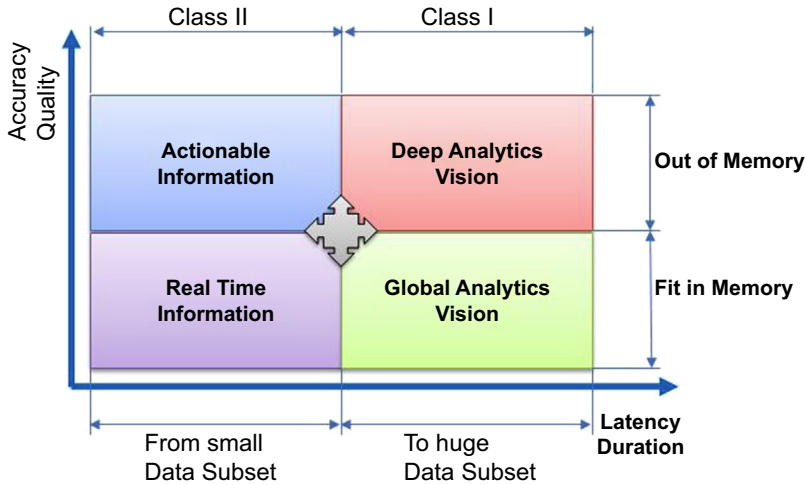 Class II
Class I
Accuracy
Quality
Actionable
Information
Deep Analytics
Vision
Out of Memory
Real Time
Information
Global Analytics
Vision
Fit in Memory
From small
Data Subset
To huge
Data Subset
Latency
Duration